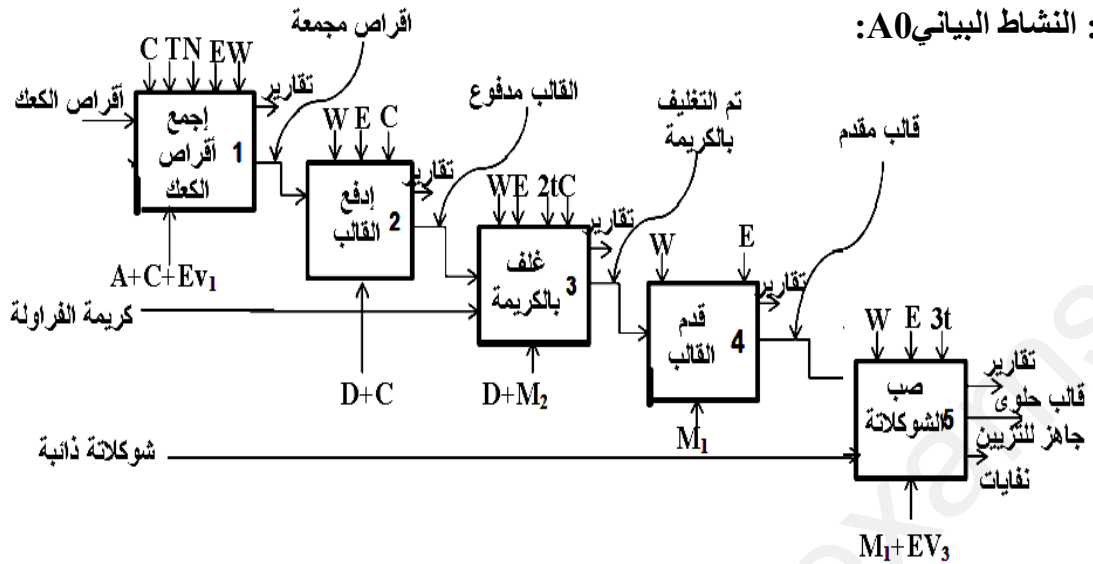 : النشاط البياني A0:
اقراص مجمعة
C TN EW
تقارير
أقراص الكعك
إجمع
أقراص
الكعك
1
A+C+Ev₁
القالب مدفوع
W E C
تقارير
إدفع
القالب
2
D+C
تم التغليف
بالكريمة
WE 2tC
تقارير
غلف
بالكريمة
3
D+M₂
كريمة الفراولة
قالب مقدم
W E
تقارير
قدم
القالب
4
M₁
W E 3t
تقارير
صب
الشوكلاتة
5
قالب حلوى
جاهز للتزيين
نفايات
شوكلاتة ذائبة
M₁+EV₃
exams